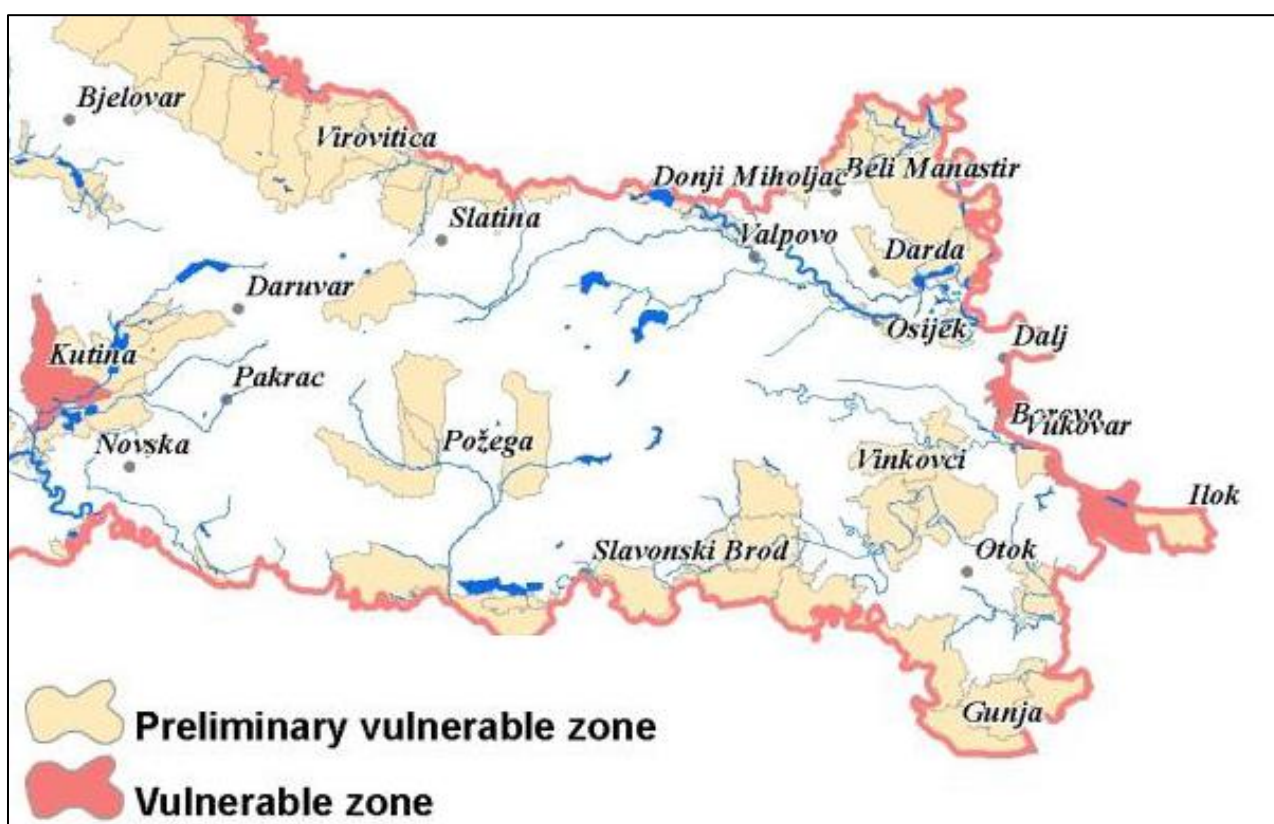 Bjelovar
Virovitica
Donji Miholjac
Beli Manastir
Slatina
Valpovo
Darda
Daruvar
Osijek
Dalj
Kutina
Pakrac
Borovo
Vukovar
Novska
Požega
Vinkovci
Ilok
Slavonski Brod
Otok
Gunja
Preliminary vulnerable zone
Vulnerable zone